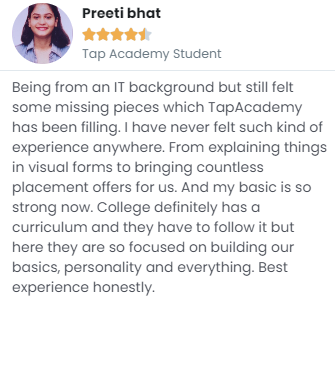 Preeti bhat
Tap Academy Student
Being from an IT background but still felt
some missing pieces which TapAcademy
has been filling. I have never felt such kind of
experience anywhere. From explaining things
in visual forms to bringing countless
placement offers for us. And my basic is so
strong now. College definitely has a
curriculum and they have to follow it but
here they are so focused on building our
basics, personality and everything. Best
experience honestly.